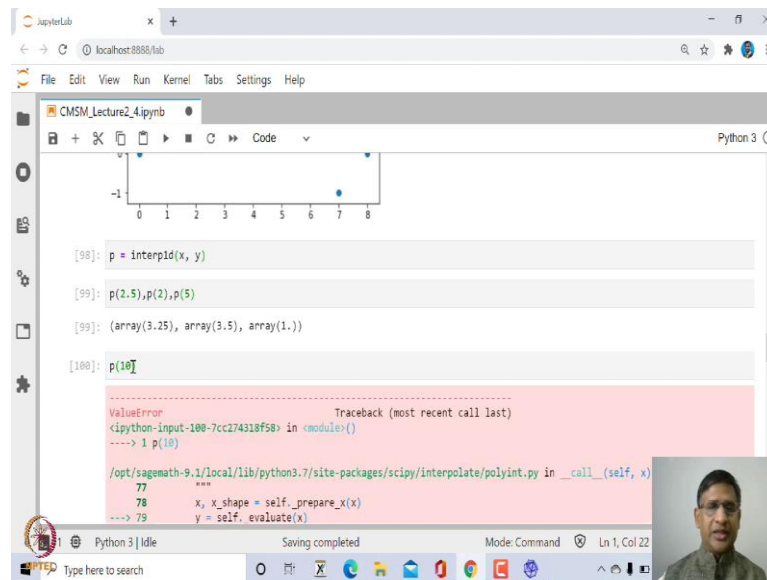 JupyterLab
localhost:8888/lab
File Edit View Run Kernel Tabs Settings Help
CMSM_Lecture2_4.ipynb
Code
Python 3
0
-1
0 1 2 3 4 5 6 7 8
[98]: p = interp1d(x, y)
[99]: p(2.5),p(2),p(5)
[99]: (array(3.25), array(3.5), array(1.))
[100]: p(10)
ValueError Traceback (most recent call last)
<ipython-input-100-7cc274318f58> in <module>()
----> 1 p(10)
/opt/sagemath-9.1/local/lib/python3.7/site-packages/scipy/interpolate/polyint.py in __call__(self, x)
77 """
78 x, x_shape = self._prepare_x(x)
---> 79 y = self._evaluate(x)
1 Python 3 | Idle Saving completed Mode: Command Ln 1, Col 22
NPTEL
Type here to search